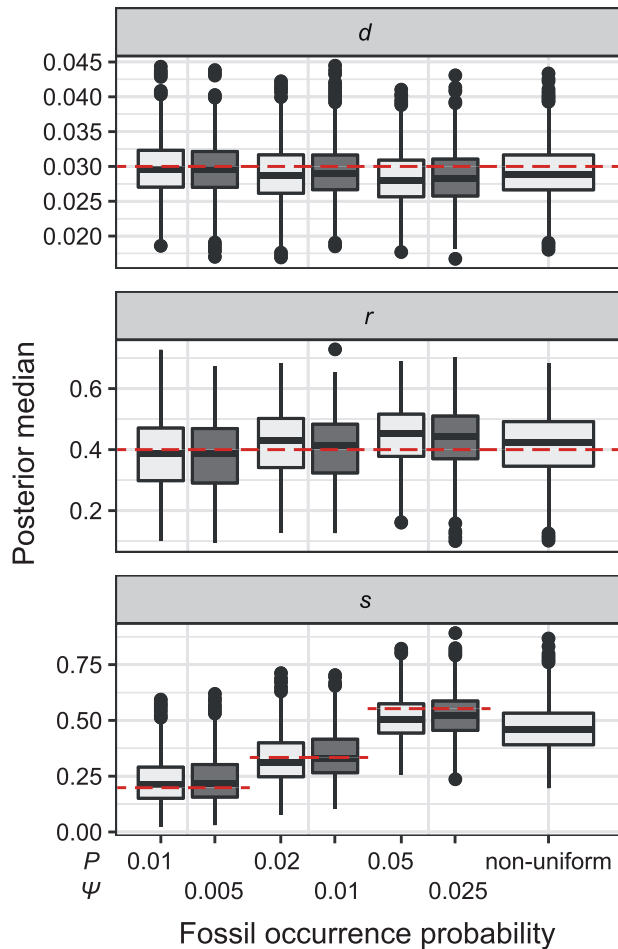 d
0.045
0.040
0.035
0.030
0.025
0.020
r
0.6
0.4
0.2
Posterior median
s
0.75
0.50
0.25
0.00
P 0.01 0.02 0.05 non-uniform
Ψ 0.005 0.01 0.025
Fossil occurrence probability